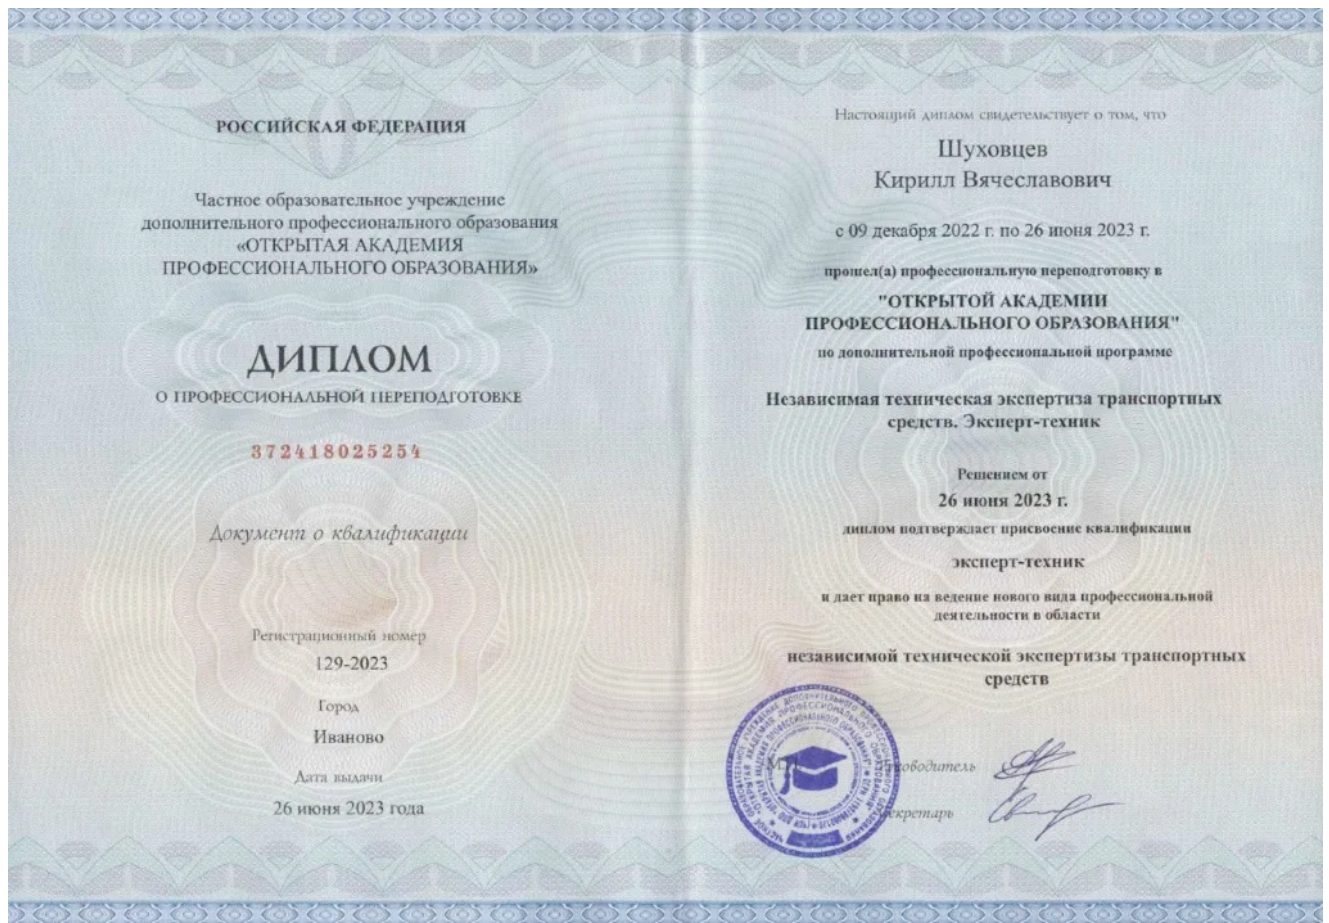 РОССИЙСКАЯ ФЕДЕРАЦИЯ
Частное образовательное учреждение
дополнительного профессионального образования
«ОТКРЫТАЯ АКАДЕМИЯ
ПРОФЕССИОНАЛЬНОГО ОБРАЗОВАНИЯ»
ДИПЛОМ
О ПРОФЕССИОНАЛЬНОЙ ПЕРЕПОДГОТОВКЕ
372418025254
Документ о квалификации
Регистрационный номер
129-2023
Город
Иваново
Дата выдачи
26 июня 2023 года
Настоящий диплом свидетельствует о том, что
Шуховцев
Кирилл Вячеславович
с 09 декабря 2022 г. по 26 июня 2023 г.
прошел(а) профессиональную переподготовку в
"ОТКРЫТОЙ АКАДЕМИИ
ПРОФЕССИОНАЛЬНОГО ОБРАЗОВАНИЯ"
по дополнительной профессиональной программе
Независимая техническая экспертиза транспортных
средств. Эксперт-техник
Решением от
26 июня 2023 г.
диплом подтверждает присвоение квалификации
эксперт-техник
и дает право на ведение нового вида профессиональной
деятельности в области
независимой технической экспертизы транспортных
средств
М.П.
Руководитель
Секретарь